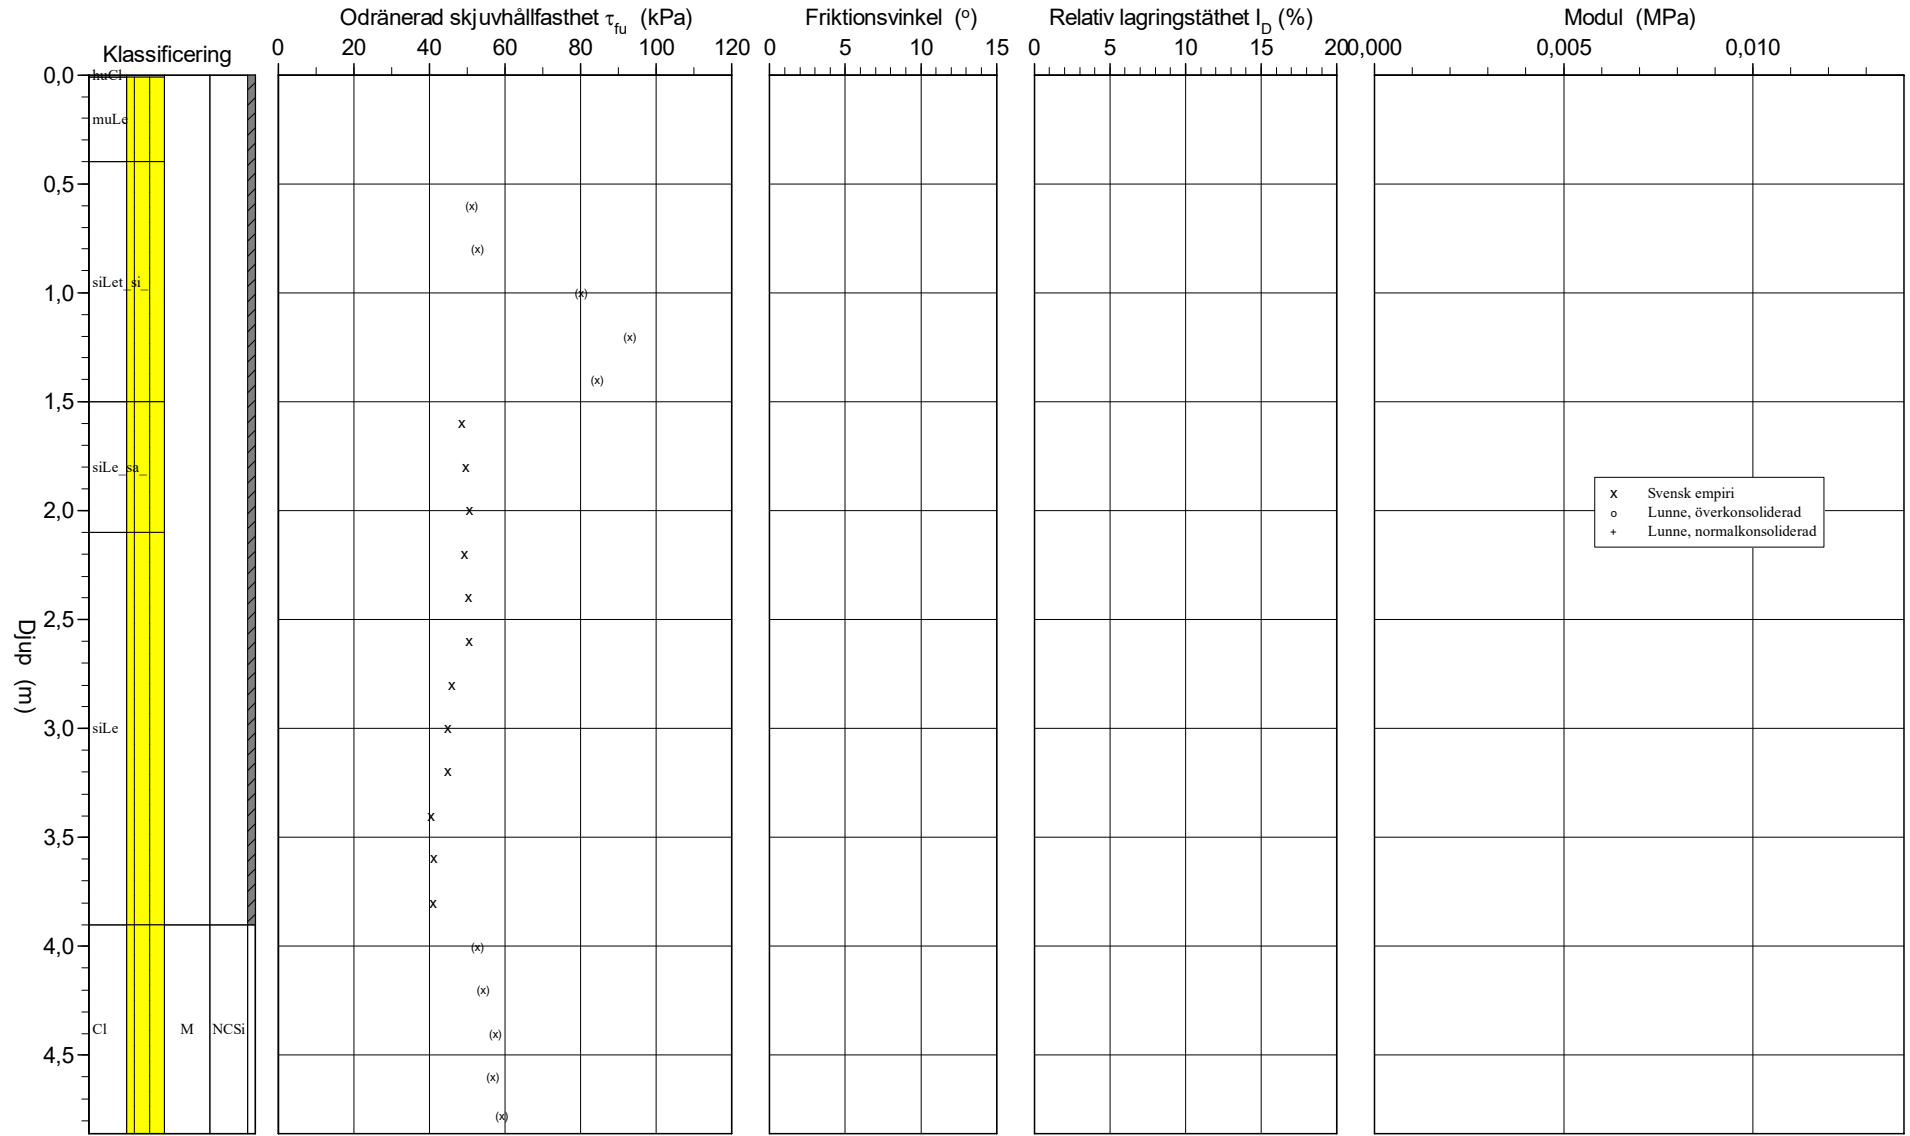 Odränerad skjuvhållfasthet τfu (kPa)
Friktionsvinkel (o)
Relativ lagringstäthet ID (%)
Modul (MPa)
Klassificering
0 20 40 60 80 100 120
0 5 10 15
0 5 10 15 20
0,000 0,005 0,010
0,0
huCl
muLe
0,5
(x)
(x)
siLet_si_
1,0
(x)
(x)
(x)
1,5
x
siLe_sa_
x
x Svensk empiri
2,0
x
o Lunne, överkonsoliderad
+ Lunne, normalkonsoliderad
x
x
2,5
x
Djup (m)
x
3,0
siLe
x
x
x
3,5
x
x
4,0
(x)
(x)
Cl M NCSi
(x)
4,5
(x)
(x)